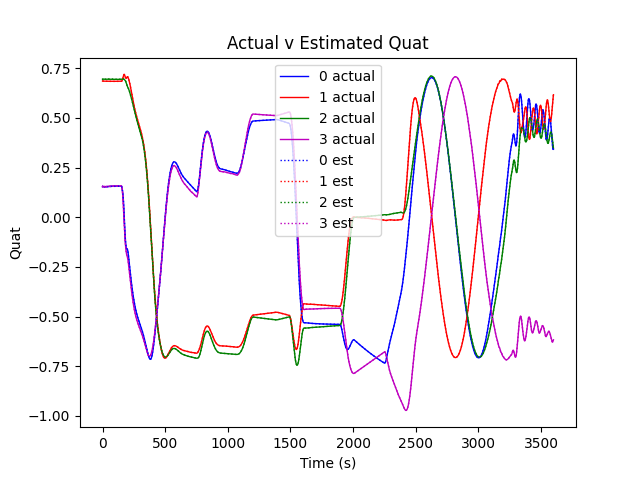 Actual v Estimated Quat
0 actual
1 actual
2 actual
3 actual
0 est
1 est
2 est
3 est
0.75
0.50
0.25
0.00
−0.25
−0.50
−0.75
−1.00
Quat
0 500 1000 1500 2000 2500 3000 3500
Time (s)